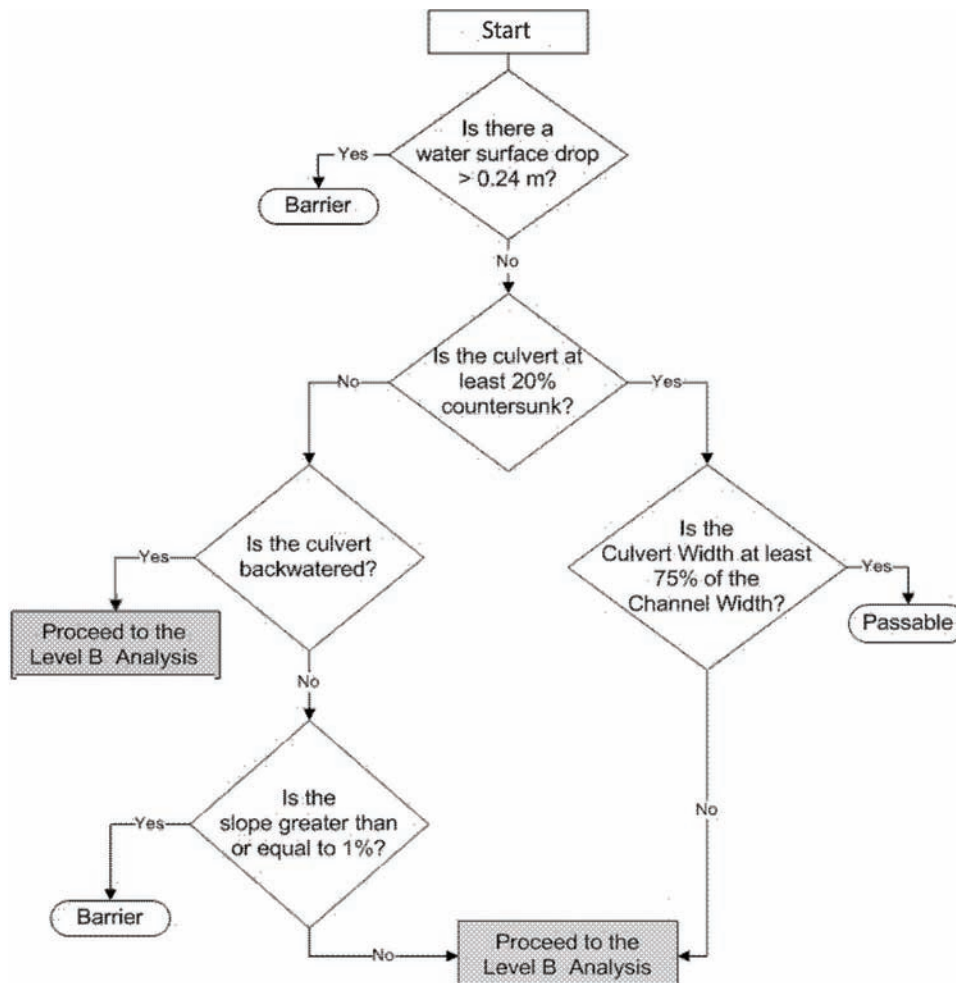 Start
Is there a
water surface drop
> 0.24 m?
Yes
Barrier
No
Is the culvert at
least 20%
countersunk?
No
Yes
Is the culvert
backwatered?
Is the
Culvert Width at least
75% of the
Channel Width?
Yes
Yes
Proceed to the
Level B Analysis
Passable
No
Is the
slope greater than
or equal to 1%?
Yes
No
Barrier
No
Proceed to the
Level B Analysis